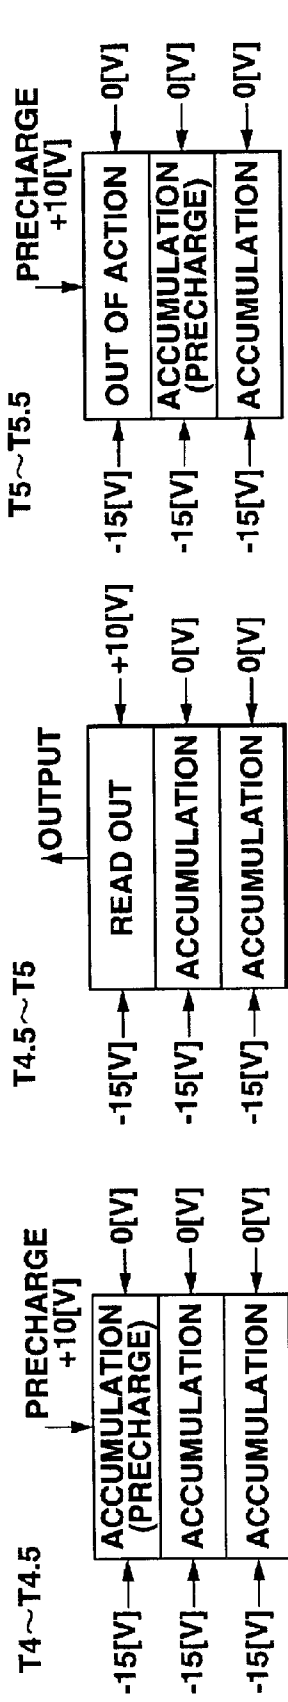 T4~T4.5
PRECHARGE
+10[V]
-15[V] ACCUMULATION (PRECHARGE) 0[V]
-15[V] ACCUMULATION 0[V]
-15[V] ACCUMULATION 0[V]
T4.5~T5
OUTPUT
-15[V] READ OUT +10[V]
-15[V] ACCUMULATION 0[V]
-15[V] ACCUMULATION 0[V]
T5~T5.5
PRECHARGE
+10[V]
-15[V] OUT OF ACTION 0[V]
-15[V] ACCUMULATION (PRECHARGE) 0[V]
-15[V] ACCUMULATION 0[V]